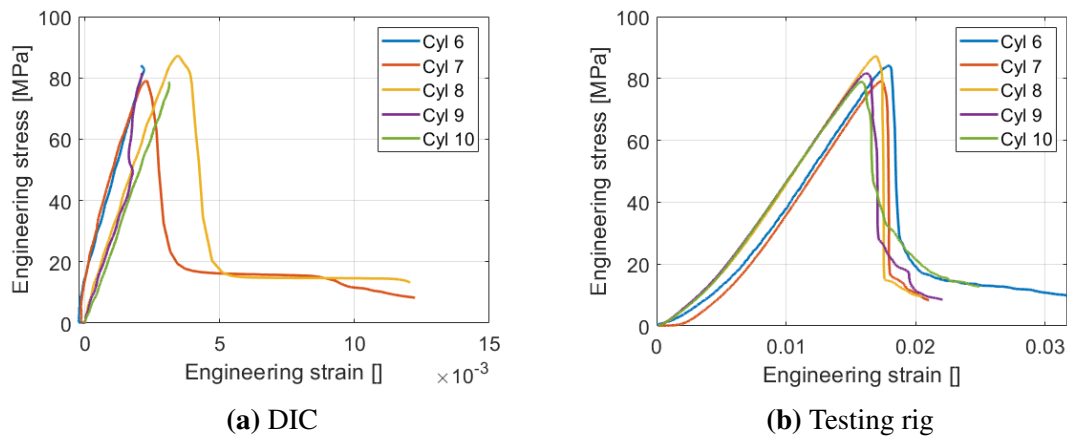 100
80
60
40
20
0
Engineering stress [MPa]
Cyl 6
Cyl 7
Cyl 8
Cyl 9
Cyl 10
0
5
10
15
Engineering strain []
×10⁻³
(a) DIC
100
80
60
40
20
0
Engineering stress [MPa]
Cyl 6
Cyl 7
Cyl 8
Cyl 9
Cyl 10
0
0.01
0.02
0.03
Engineering strain []
(b) Testing rig